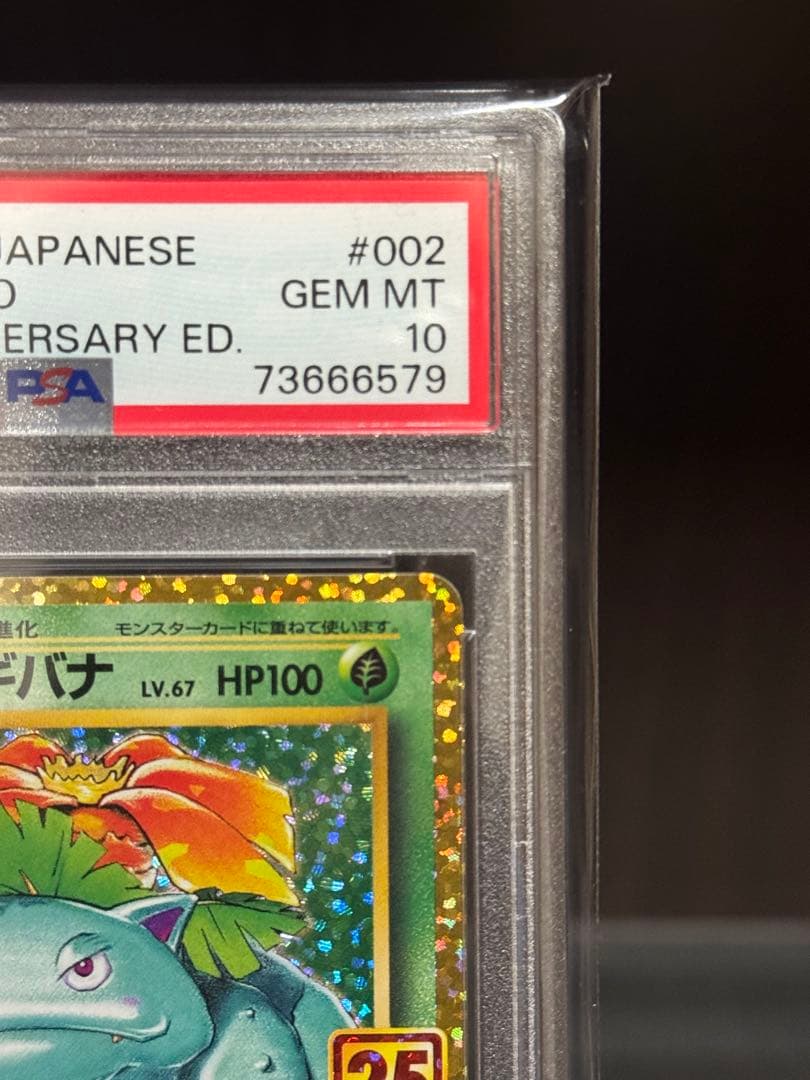 JAPANESE #002
O GEM MT
ERSARY ED. 10
PSA 73666579
進化 モンスターカードに重ねて使います。
ギバナ LV.67 HP100
25